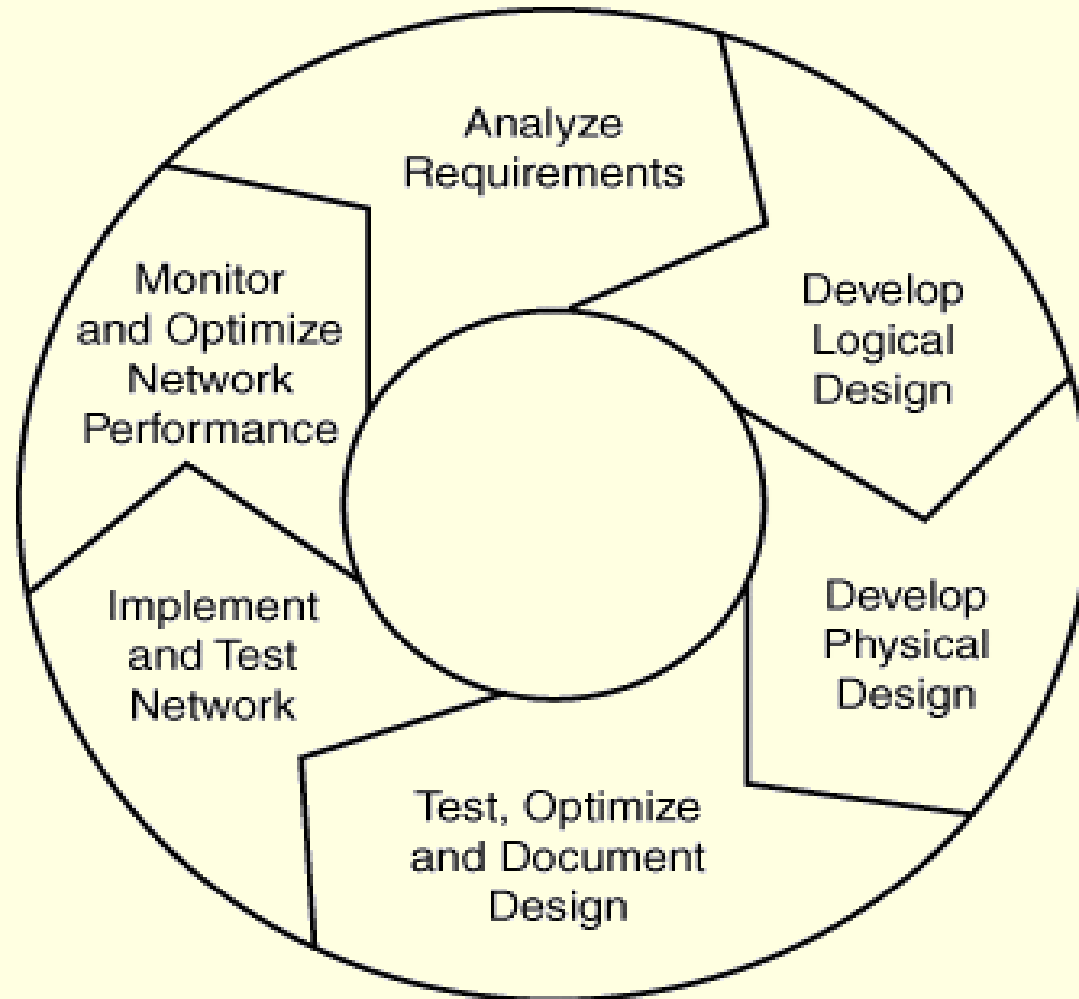 Analyze
Requirements
Develop
Logical
Design
Develop
Physical
Design
Test, Optimize
and Document
Design
Implement
and Test
Network
Monitor
and Optimize
Network
Performance